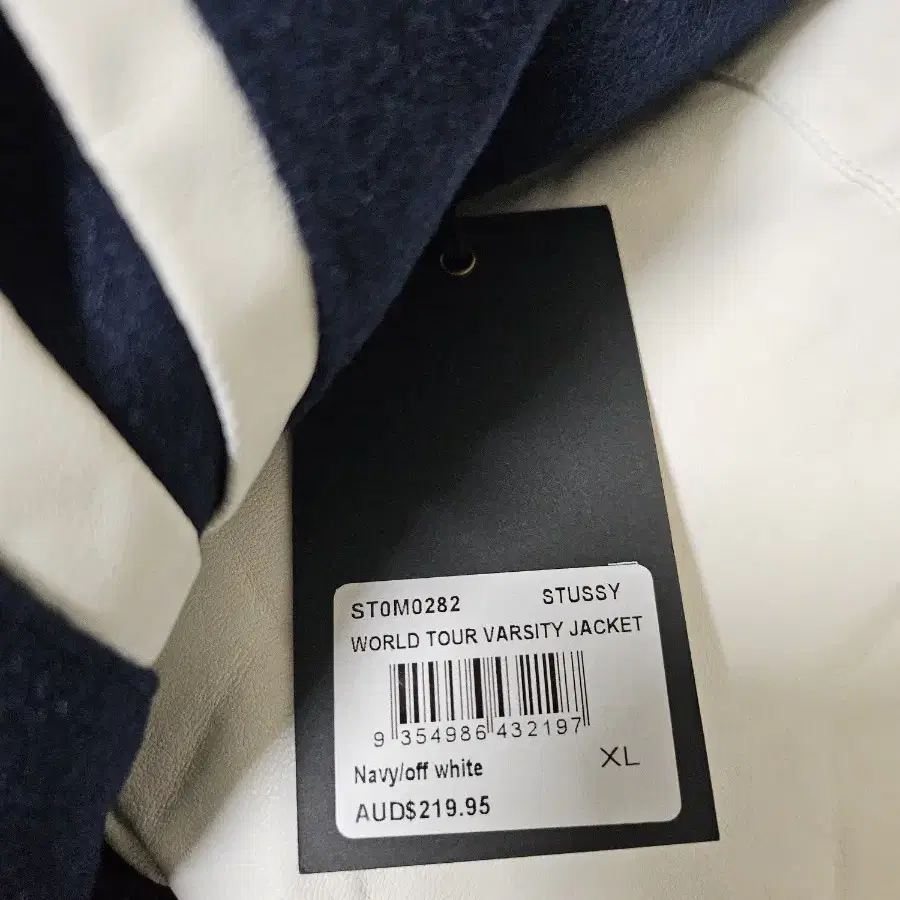 ST0M0282 STUSSY
WORLD TOUR VARSITY JACKET
9 354986 432197
Navy/off white XL
AUD$219.95